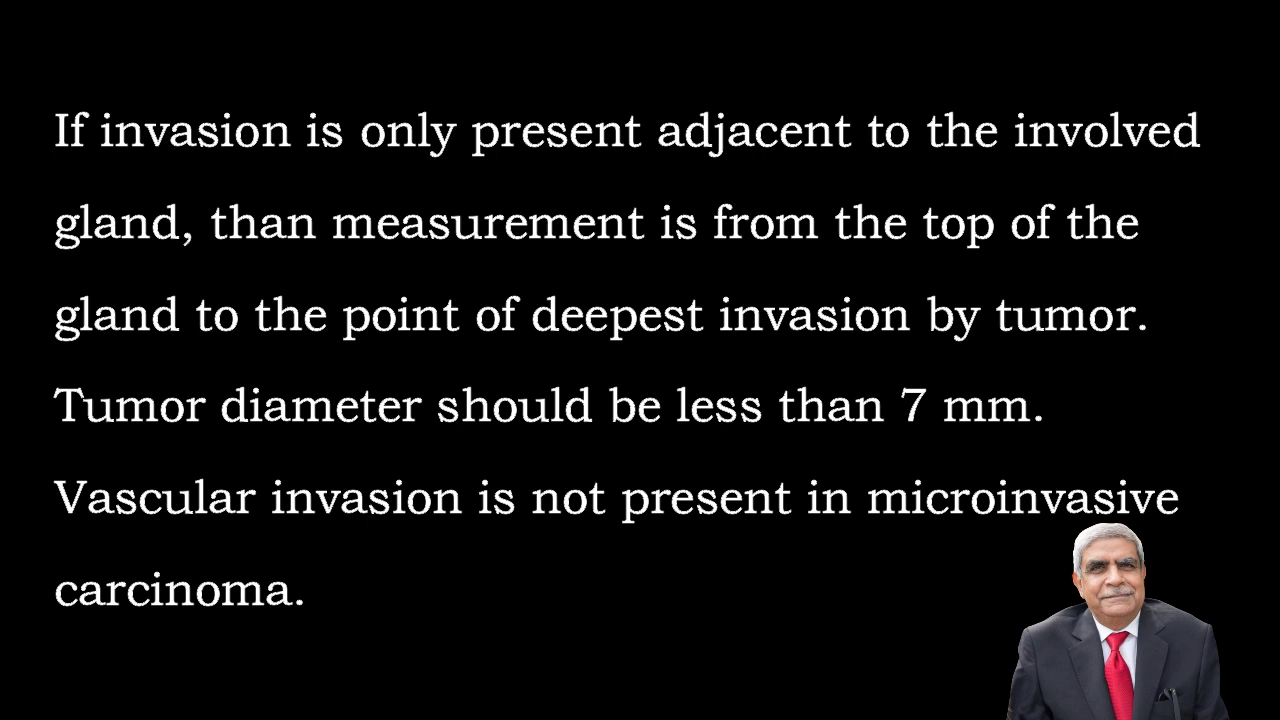 If invasion is only present adjacent to the involved
gland, than measurement is from the top of the
gland to the point of deepest invasion by tumor.
Tumor diameter should be less than 7 mm.
Vascular invasion is not present in microinvasive
carcinoma.